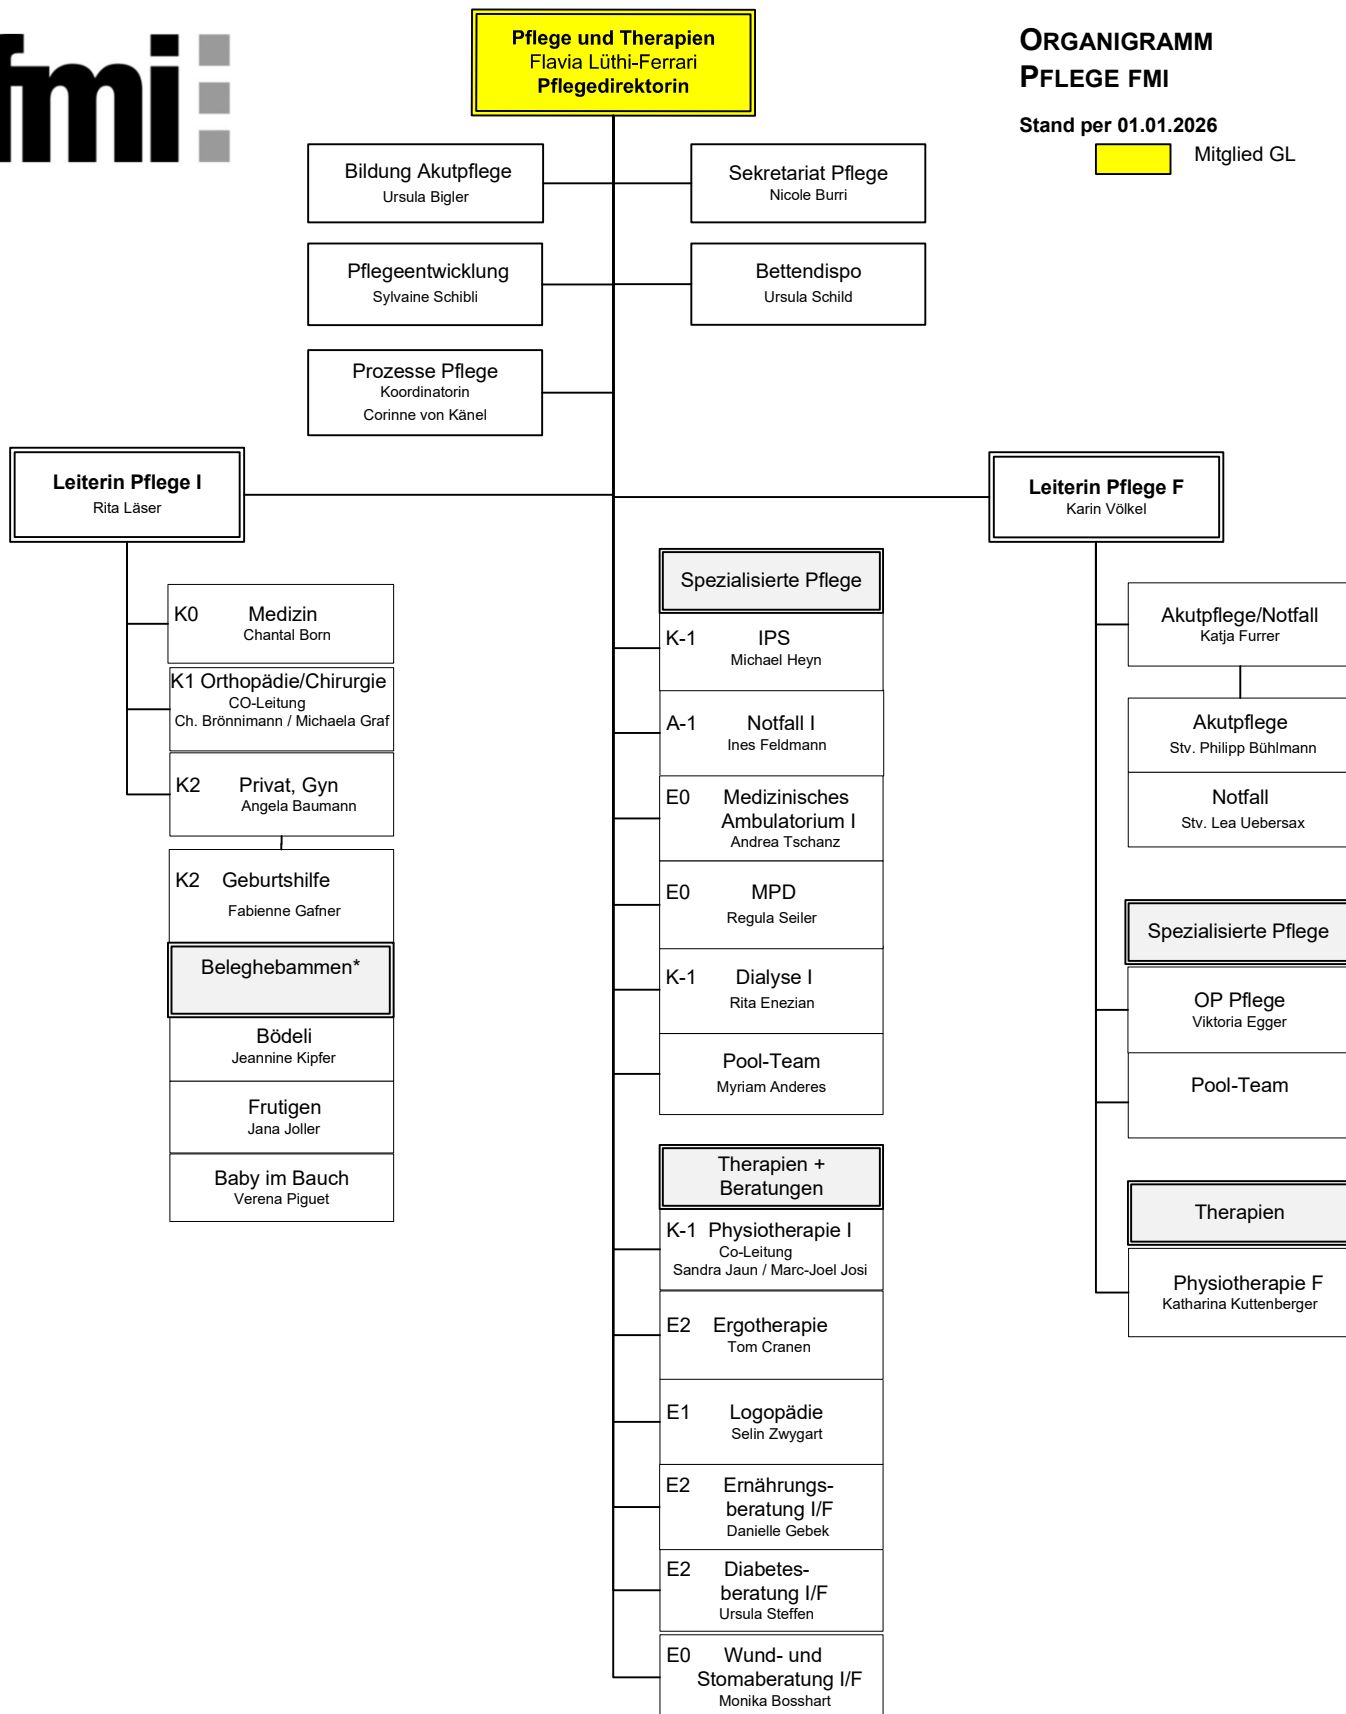 fmi
Pflege und Therapien
Flavia Lüthi-Ferrari
Pflegedirektorin
ORGANIGRAMM
PFLEGE FMI
Stand per 01.01.2026
Mitglied GL
Bildung Akutpflege
Ursula Bigler
Sekretariat Pflege
Nicole Burri
Pflegeentwicklung
Sylvaine Schibli
Bettendispo
Ursula Schild
Prozesse Pflege
Koordinatorin
Corinne von Känel
Leiterin Pflege I
Rita Läser
Leiterin Pflege F
Karin Völkel
K0 Medizin
Chantal Born
K1 Orthopädie/Chirurgie
CO-Leitung
Ch. Brönnimann / Michaela Graf
K2 Privat, Gyn
Angela Baumann
K2 Geburtshilfe
Fabienne Gafner
Beleghebammen*
Bödeli
Jeannine Kipfer
Frutigen
Jana Joller
Baby im Bauch
Verena Piguet
Spezialisierte Pflege
K-1 IPS
Michael Heyn
A-1 Notfall I
Ines Feldmann
E0 Medizinisches
Ambulatorium I
Andrea Tschanz
E0 MPD
Regula Seiler
K-1 Dialyse I
Rita Enezian
Pool-Team
Myriam Anderes
Therapien +
Beratungen
K-1 Physiotherapie I
Co-Leitung
Sandra Jaun / Marc-Joel Josi
E2 Ergotherapie
Tom Cranen
E1 Logopädie
Selin Zwygart
E2 Ernährungs-
beratung I/F
Danielle Gebek
E2 Diabetes-
beratung I/F
Ursula Steffen
E0 Wund- und
Stomaberatung I/F
Monika Bosshart
Akutpflege/Notfall
Katja Furrer
Akutpflege
Stv. Philipp Bühlmann
Notfall
Stv. Lea Uebersax
Spezialisierte Pflege
OP Pflege
Viktoria Egger
Pool-Team
Therapien
Physiotherapie F
Katharina Kuttenberger